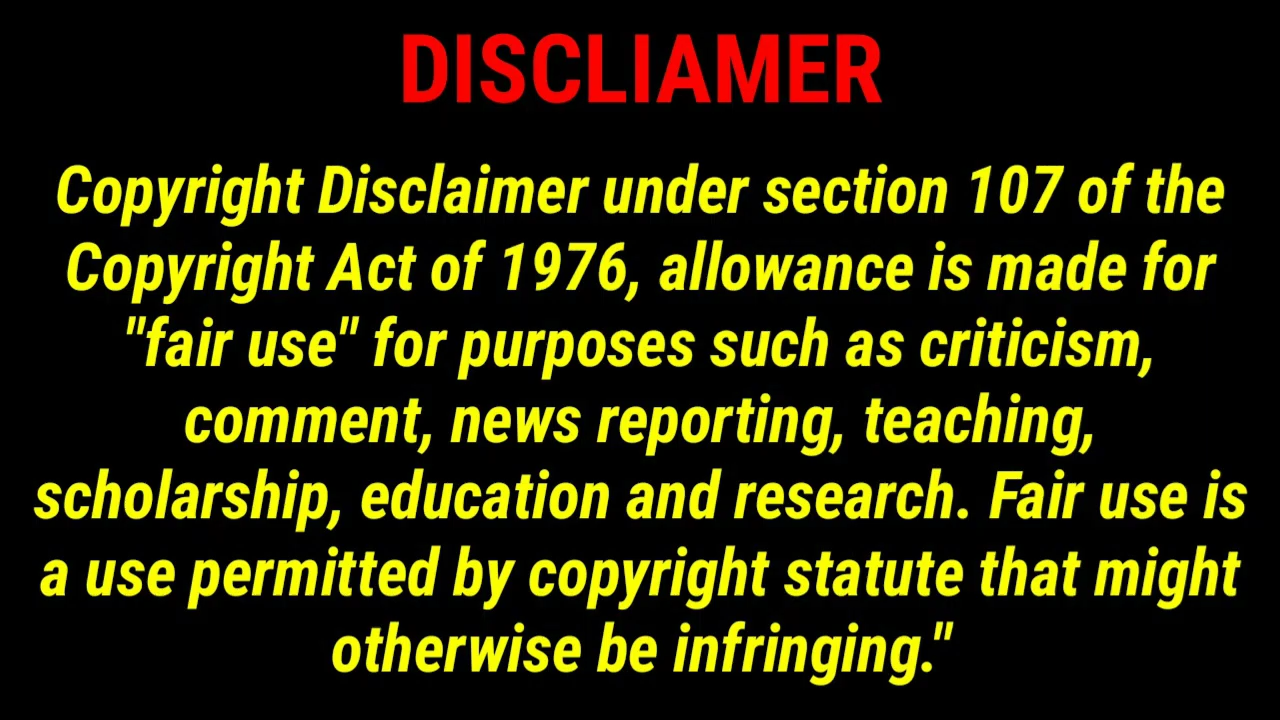 DISCLIAMER
Copyright Disclaimer under section 107 of the
Copyright Act of 1976, allowance is made for
"fair use" for purposes such as criticism,
comment, news reporting, teaching,
scholarship, education and research. Fair use is
a use permitted by copyright statute that might
otherwise be infringing."